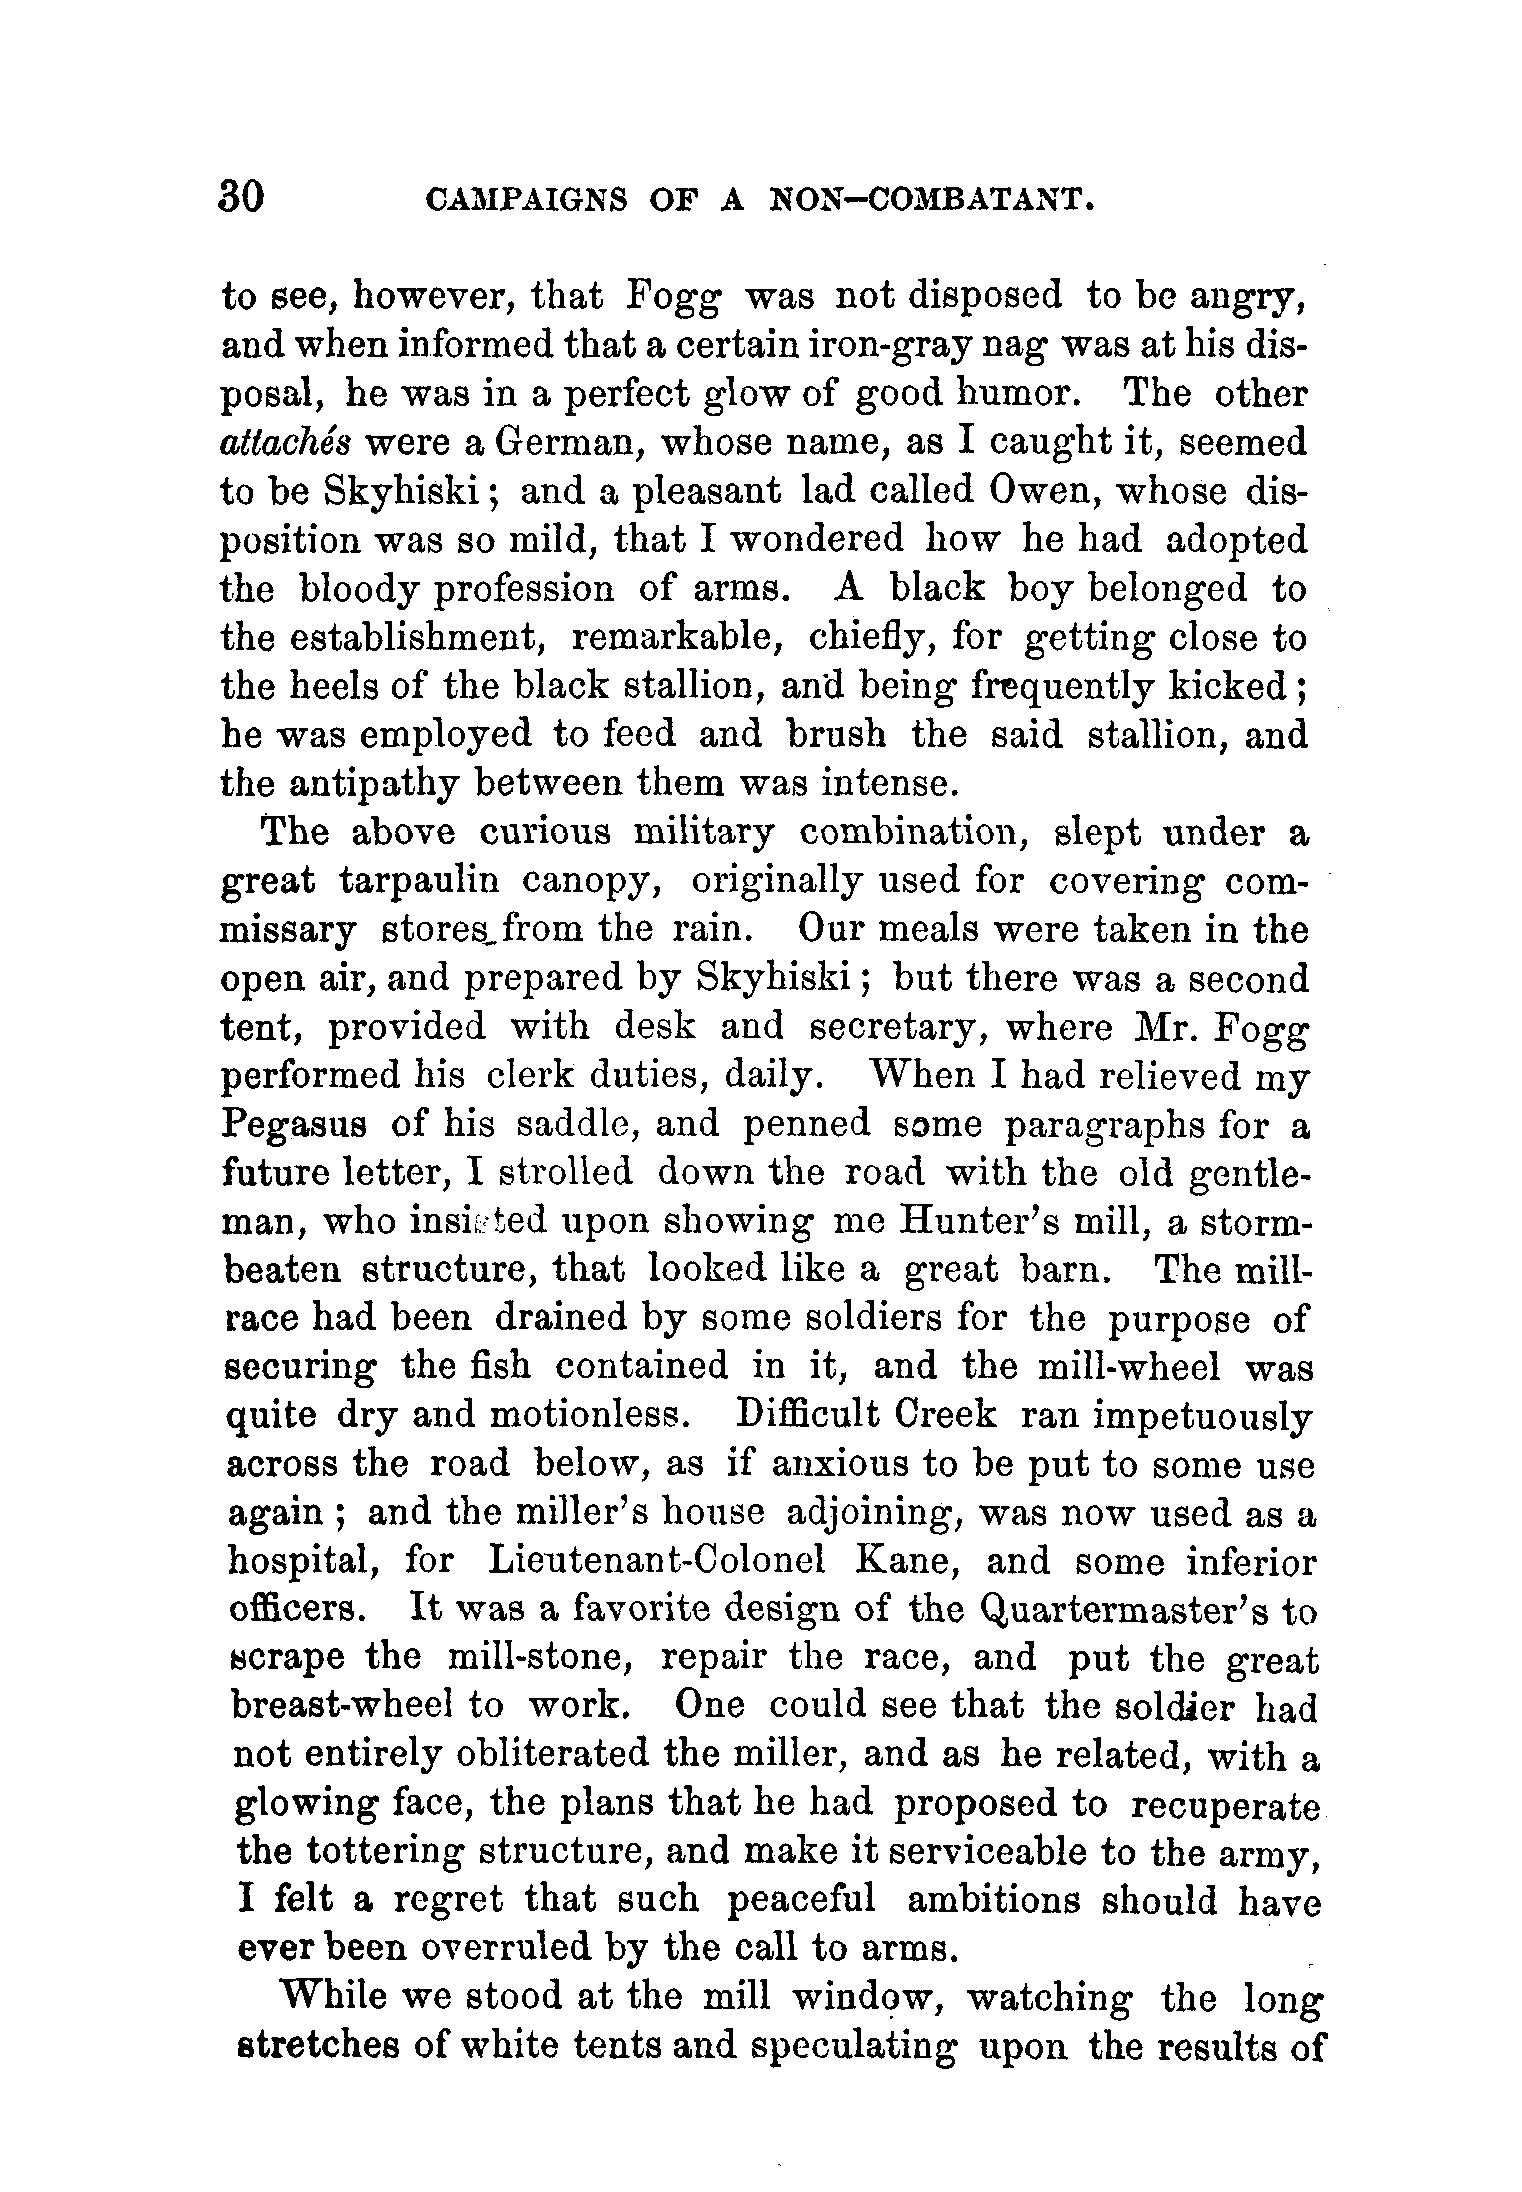 30 CAMPAIGNS OF A NON-COMBATANT.
to see, however, that Fogg was not disposed to be angry,
and when informed that a certain iron-gray nag was at his dis-
posal, he was in a perfect glow of good humor. The other
attachés were a German, whose name, as I caught it, seemed
to be Skyhiski; and a pleasant lad called Owen, whose dis-
position was so mild, that I wondered how he had adopted
the bloody profession of arms. A black boy belonged to
the establishment, remarkable, chiefly, for getting close to
the heels of the black stallion, and being frequently kicked;
he was employed to feed and brush the said stallion, and
the antipathy between them was intense.
The above curious military combination, slept under a
great tarpaulin canopy, originally used for covering com-
missary stores from the rain. Our meals were taken in the
open air, and prepared by Skyhiski; but there was a second
tent, provided with desk and secretary, where Mr. Fogg
performed his clerk duties, daily. When I had relieved my
Pegasus of his saddle, and penned some paragraphs for a
future letter, I strolled down the road with the old gentle-
man, who insisted upon showing me Hunter's mill, a storm-
beaten structure, that looked like a great barn. The mill-
race had been drained by some soldiers for the purpose of
securing the fish contained in it, and the mill-wheel was
quite dry and motionless. Difficult Creek ran impetuously
across the road below, as if anxious to be put to some use
again; and the miller's house adjoining, was now used as a
hospital, for Lieutenant-Colonel Kane, and some inferior
officers. It was a favorite design of the Quartermaster's to
scrape the mill-stone, repair the race, and put the great
breast-wheel to work. One could see that the soldier had
not entirely obliterated the miller, and as he related, with a
glowing face, the plans that he had proposed to recuperate
the tottering structure, and make it serviceable to the army,
I felt a regret that such peaceful ambitions should have
ever been overruled by the call to arms.
While we stood at the mill window, watching the long
stretches of white tents and speculating upon the results of